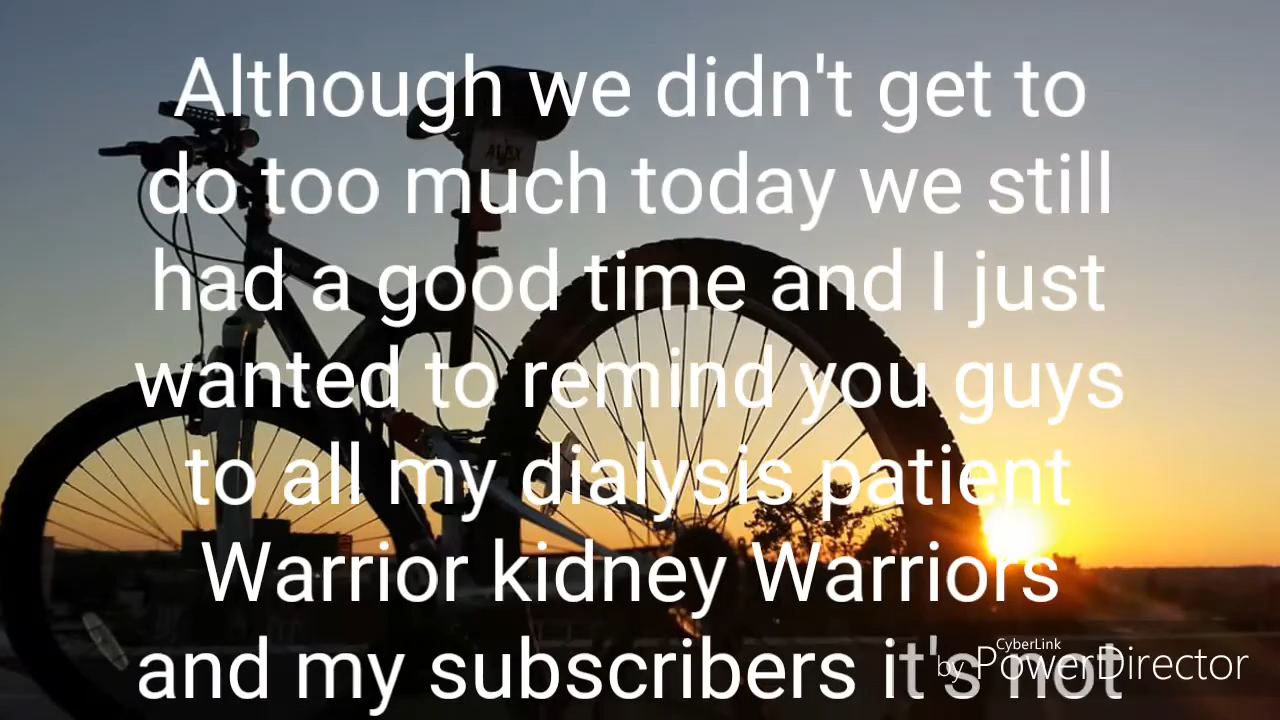 Although we didn't get to
do too much today we still
had a good time and I just
wanted to remind you guys
to all my dialysis patient
Warrior kidney Warriors
and my subscribers it's not
CyberLink
by PowerDirector